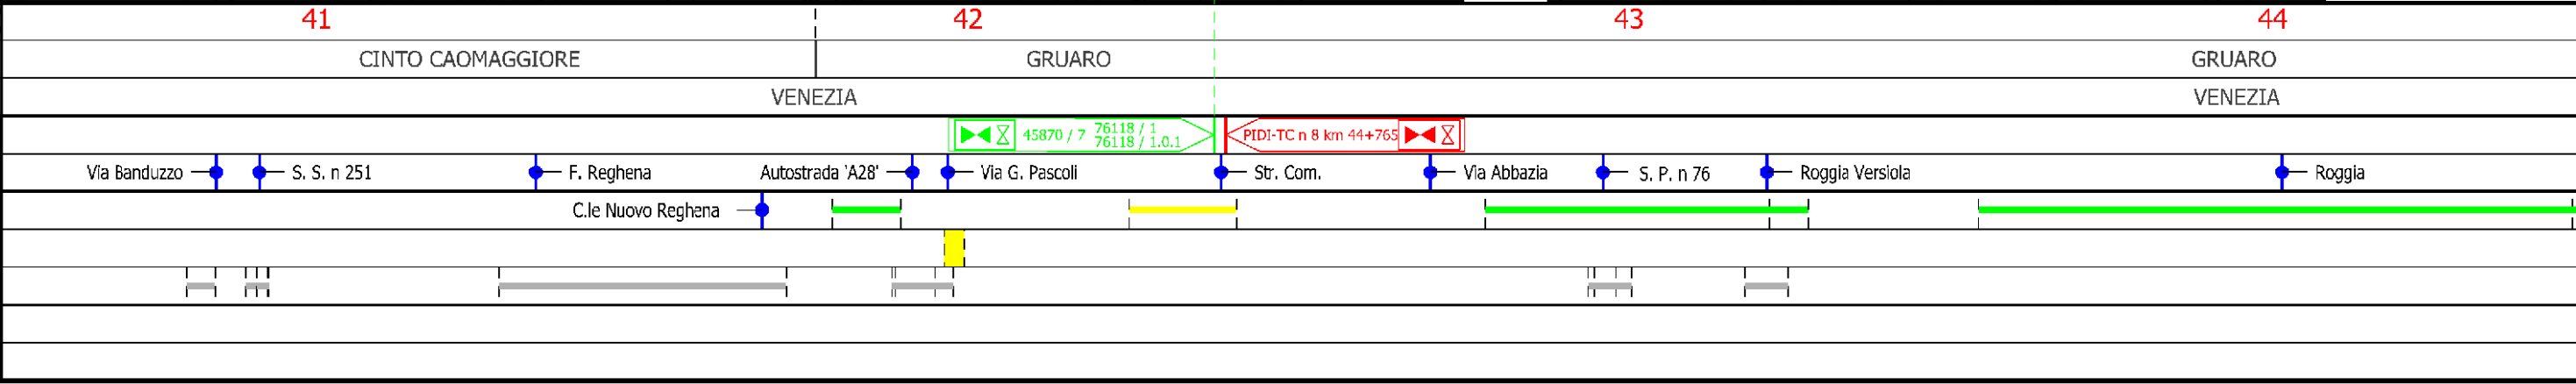 41 42 43 44
CINTO CAOMAGGIORE GRUARO GRUARO
VENEZIA VENEZIA
45870 / 7 76118 / 1 PIDI-TC n 8 km 44+765
76118 / 1.0.1
Via Banduzzo S. S. n 251 F. Reghena Autostrada 'A28' Via G. Pascoli Str. Com. Via Abbazia S. P. n 76 Roggia Versiola Roggia
C.le Nuovo Reghena